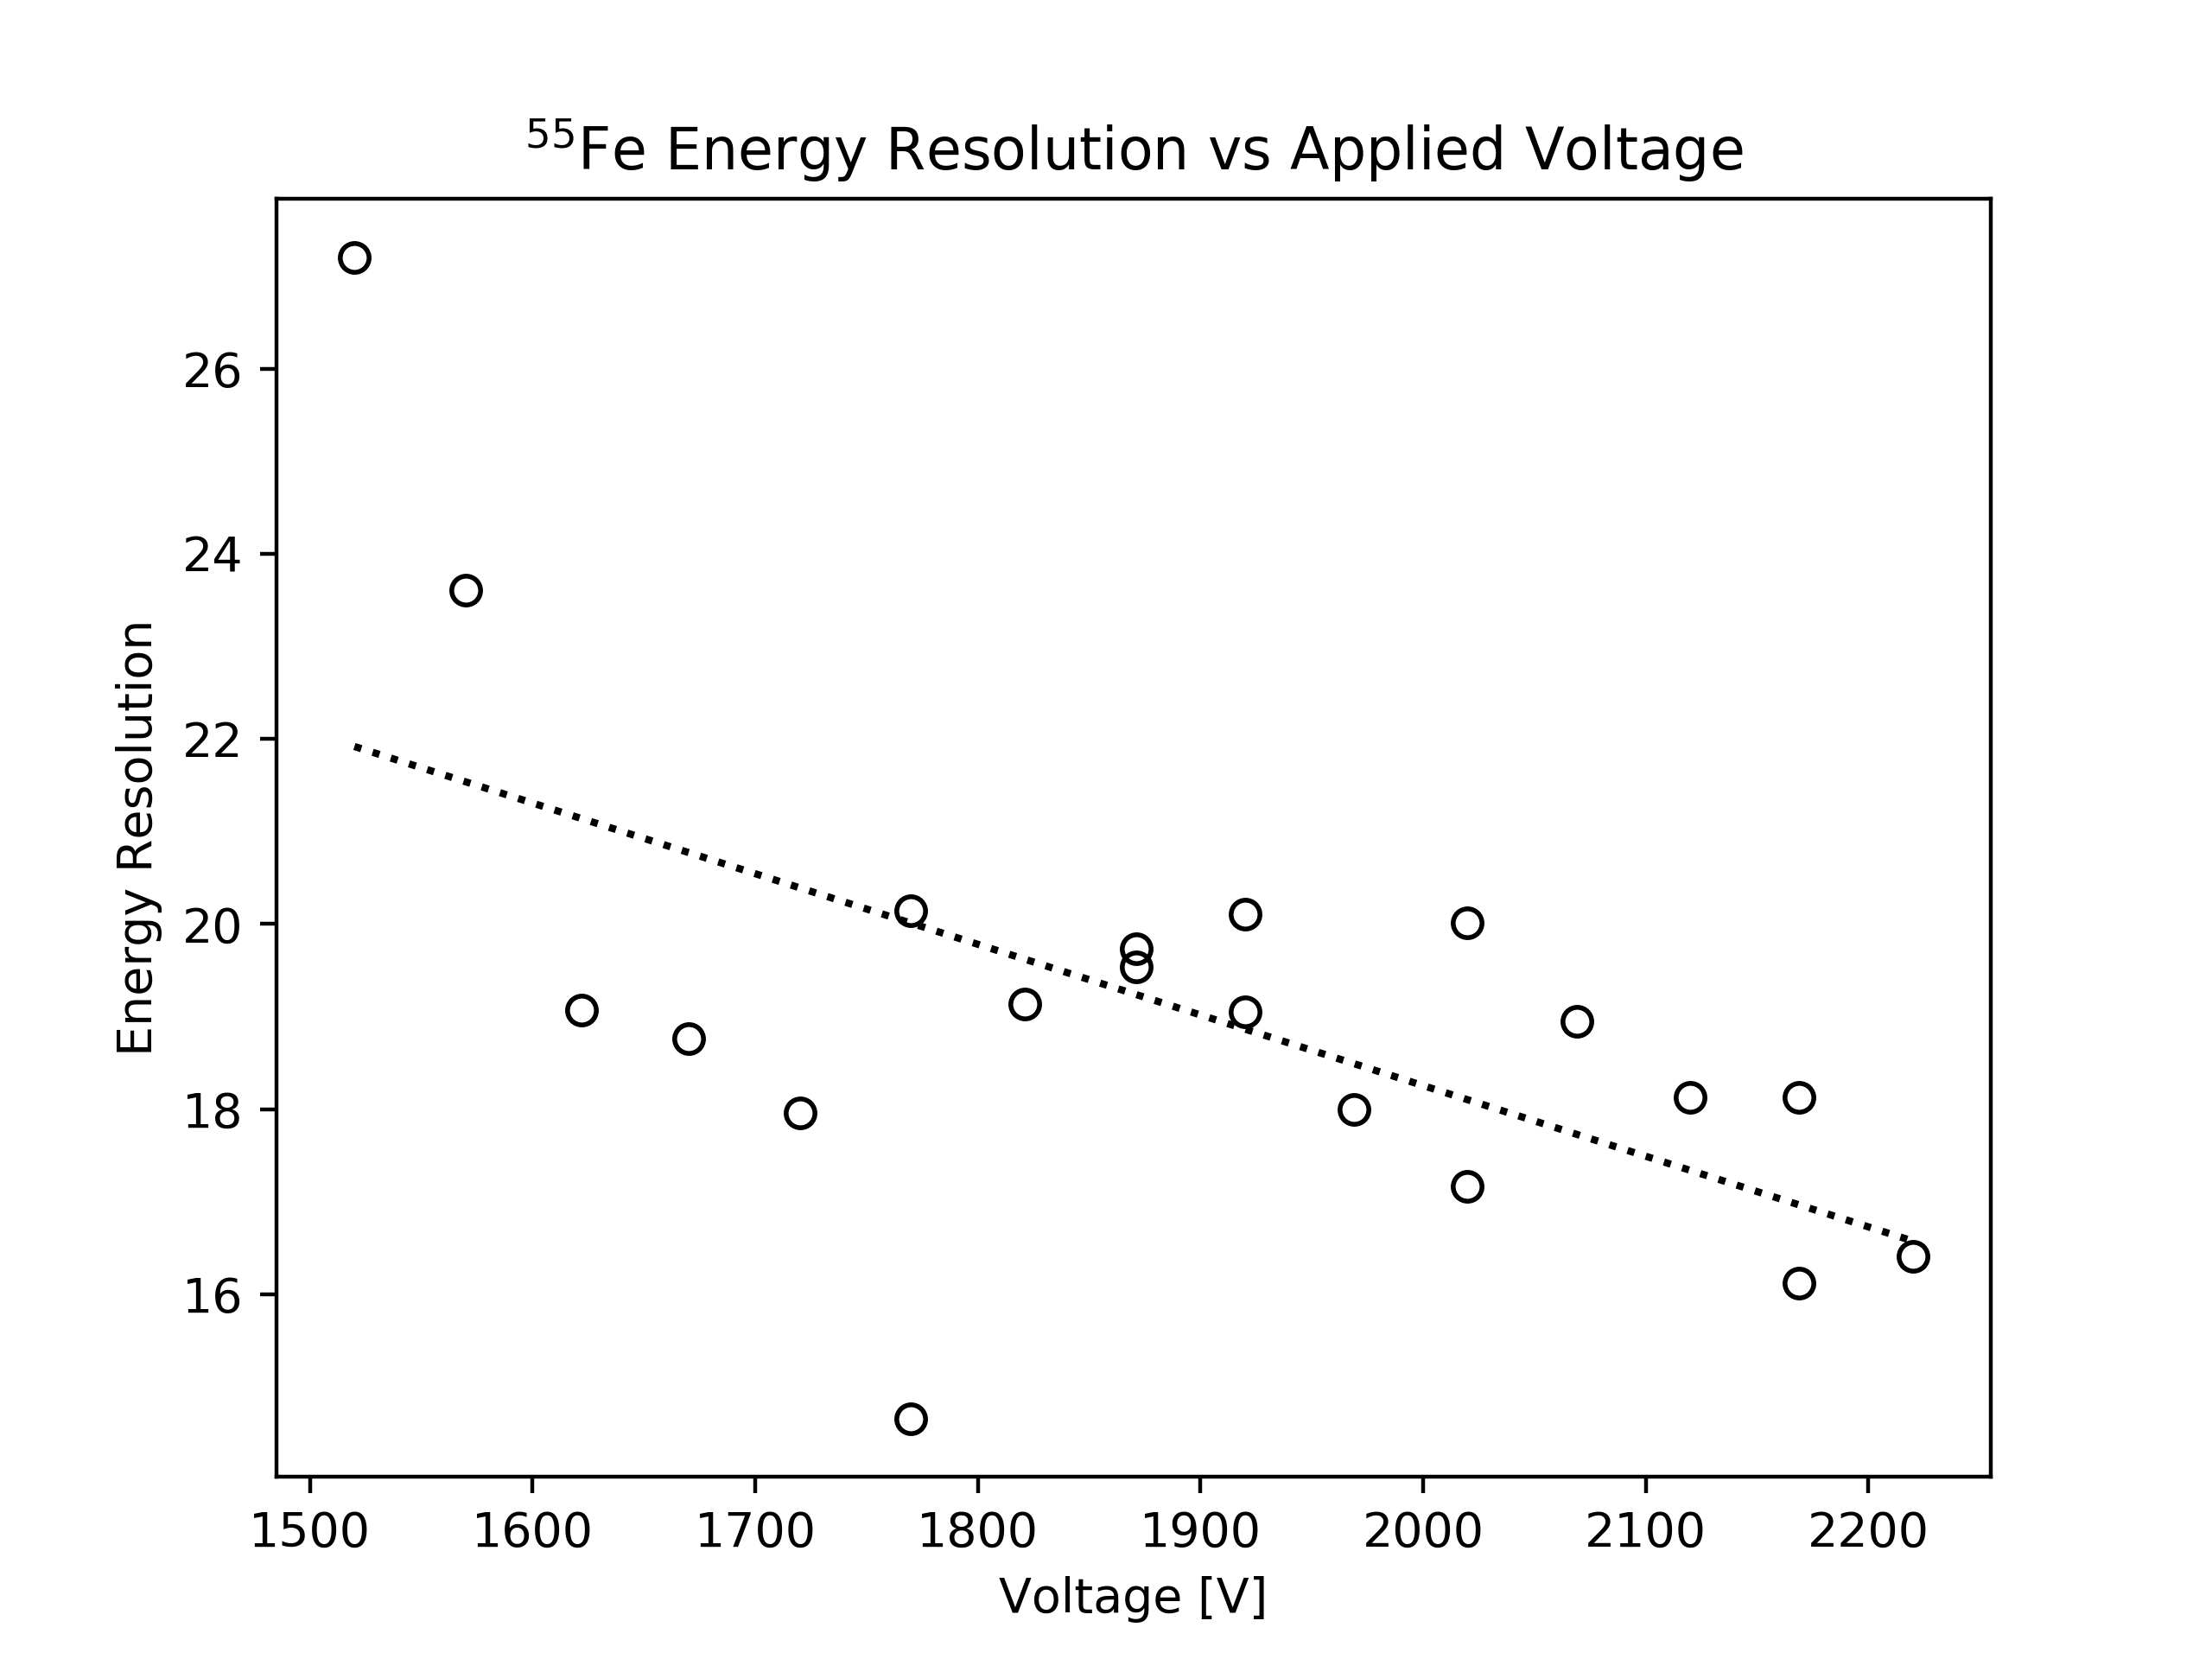 ⁵⁵Fe Energy Resolution vs Applied Voltage
Energy Resolution
26
24
22
20
18
16
1500 1600 1700 1800 1900 2000 2100 2200
Voltage [V]